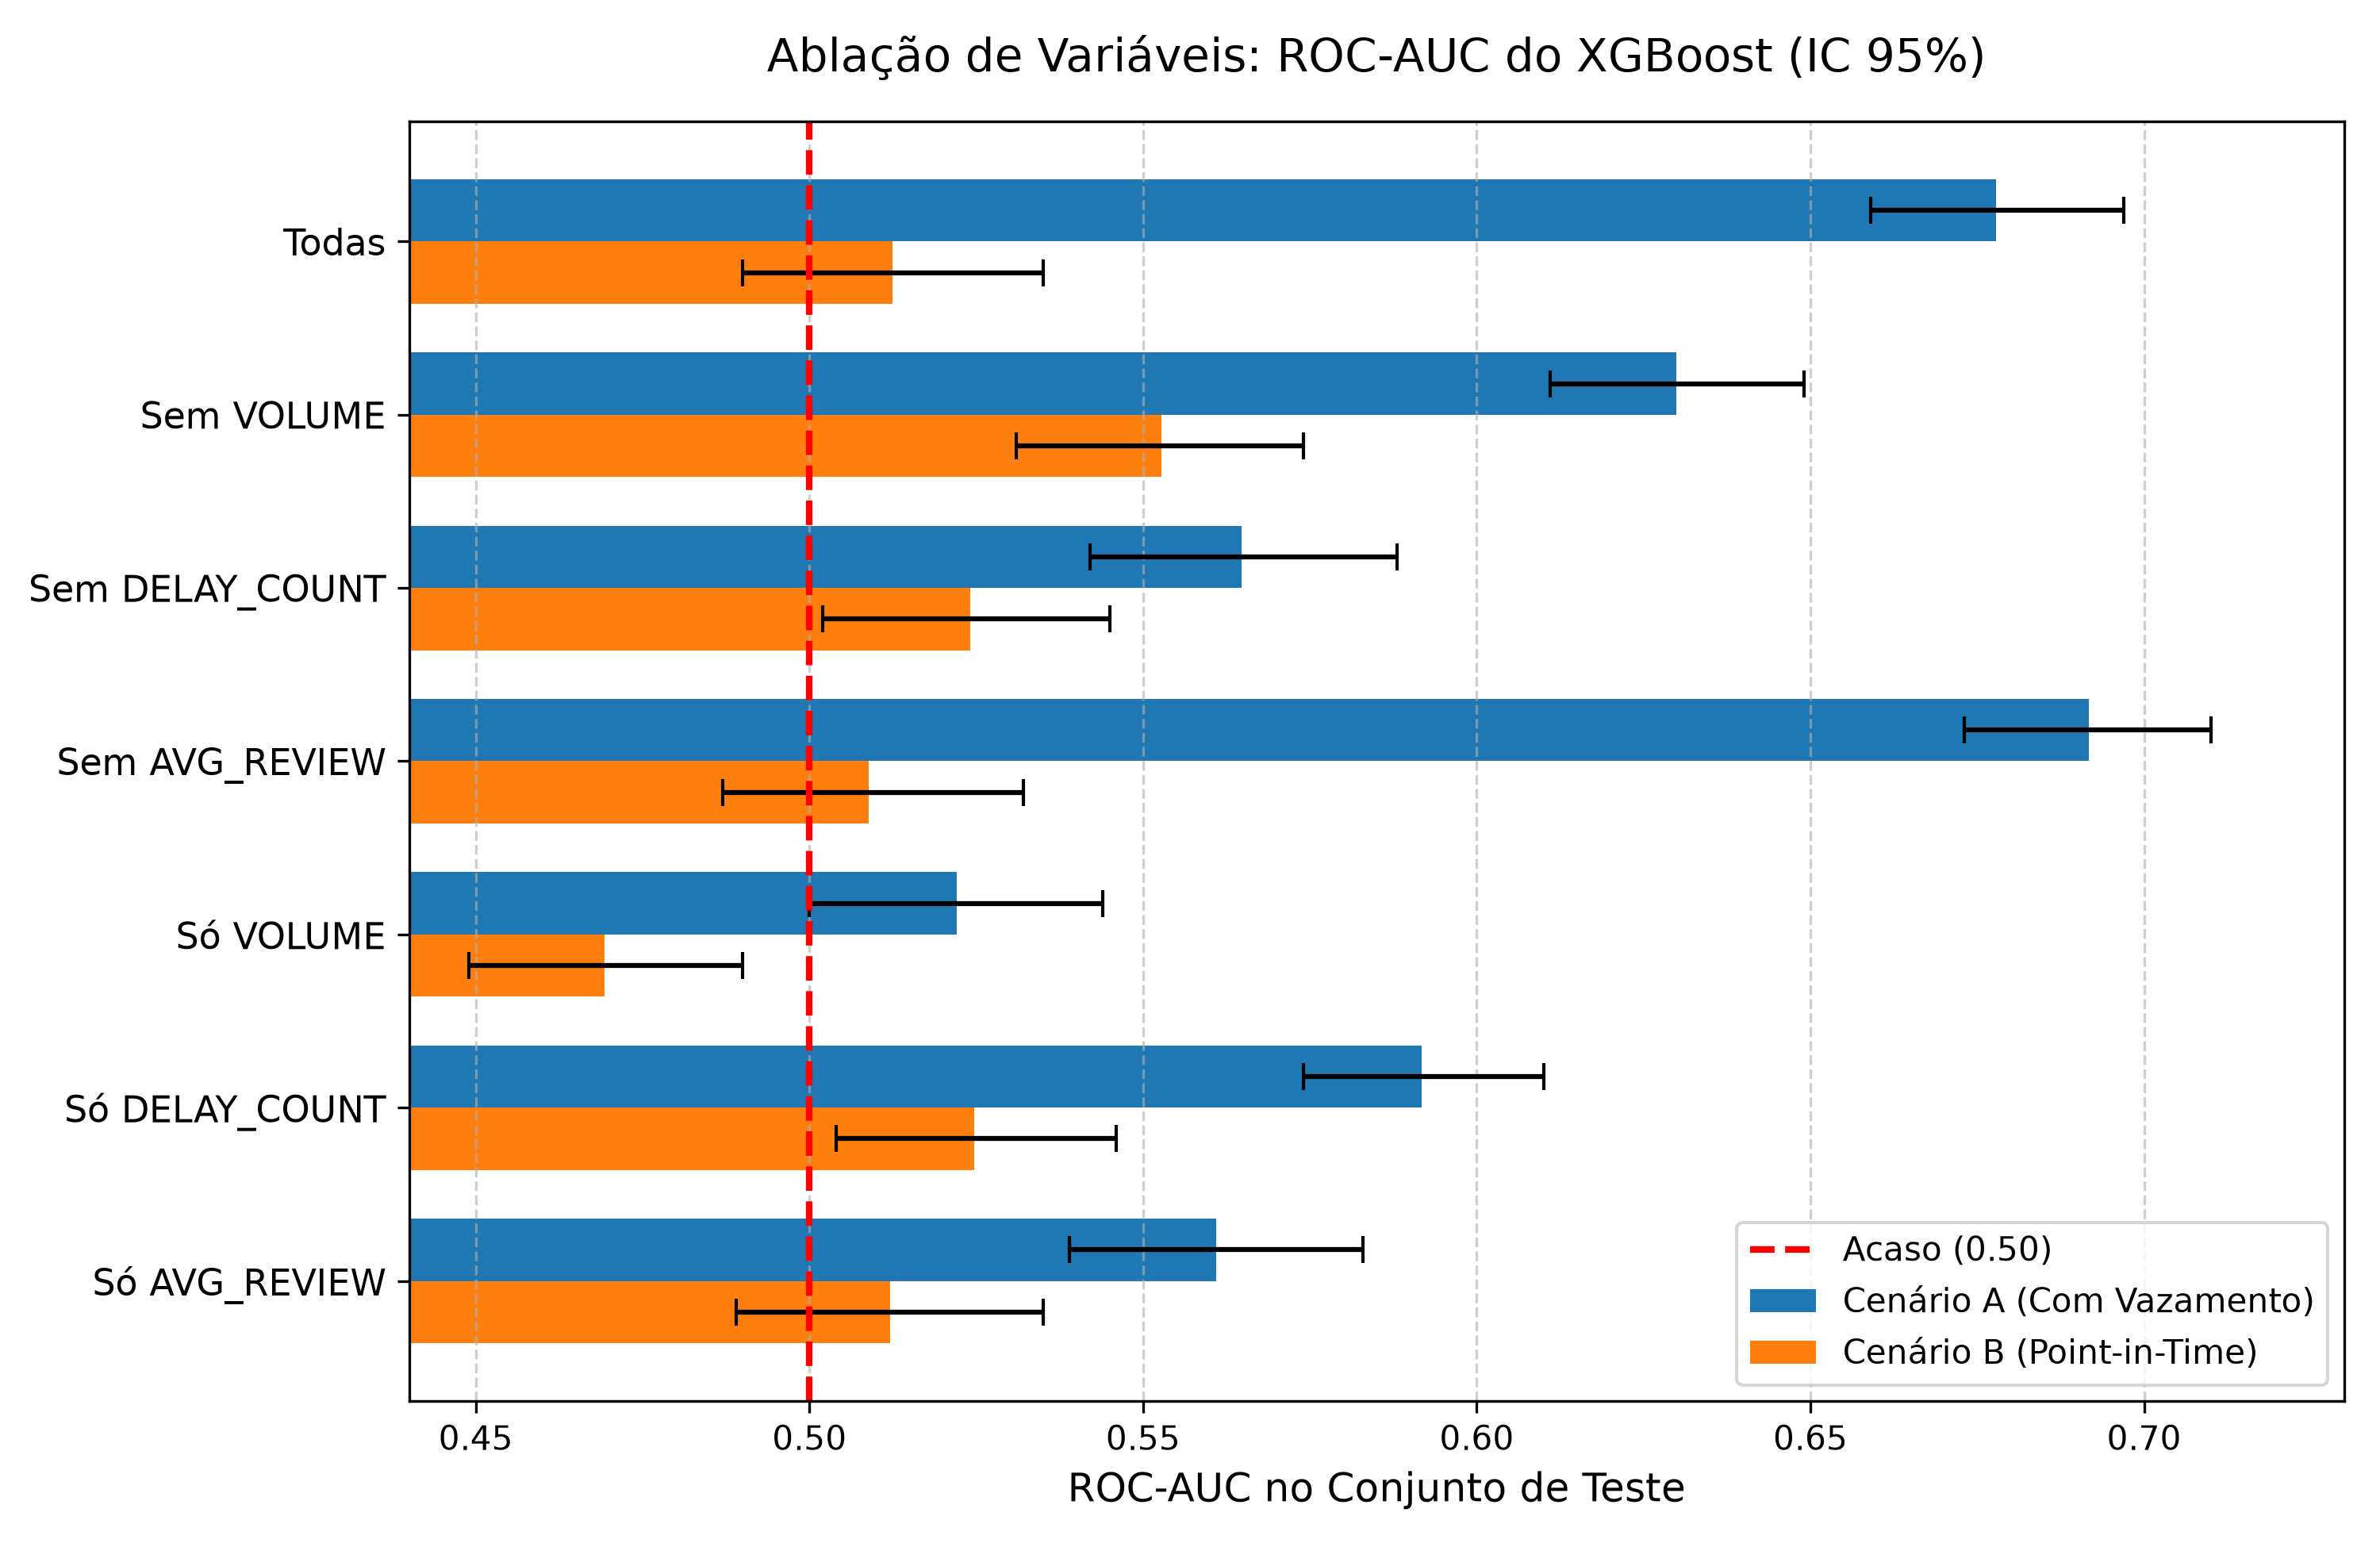 Ablação de Variáveis: ROC-AUC do XGBoost (IC 95%)
Todas
Sem VOLUME
Sem DELAY_COUNT
Sem AVG_REVIEW
Só VOLUME
Só DELAY_COUNT
Só AVG_REVIEW
Acaso (0.50)
Cenário A (Com Vazamento)
Cenário B (Point-in-Time)
0.45 0.50 0.55 0.60 0.65 0.70
ROC-AUC no Conjunto de Teste